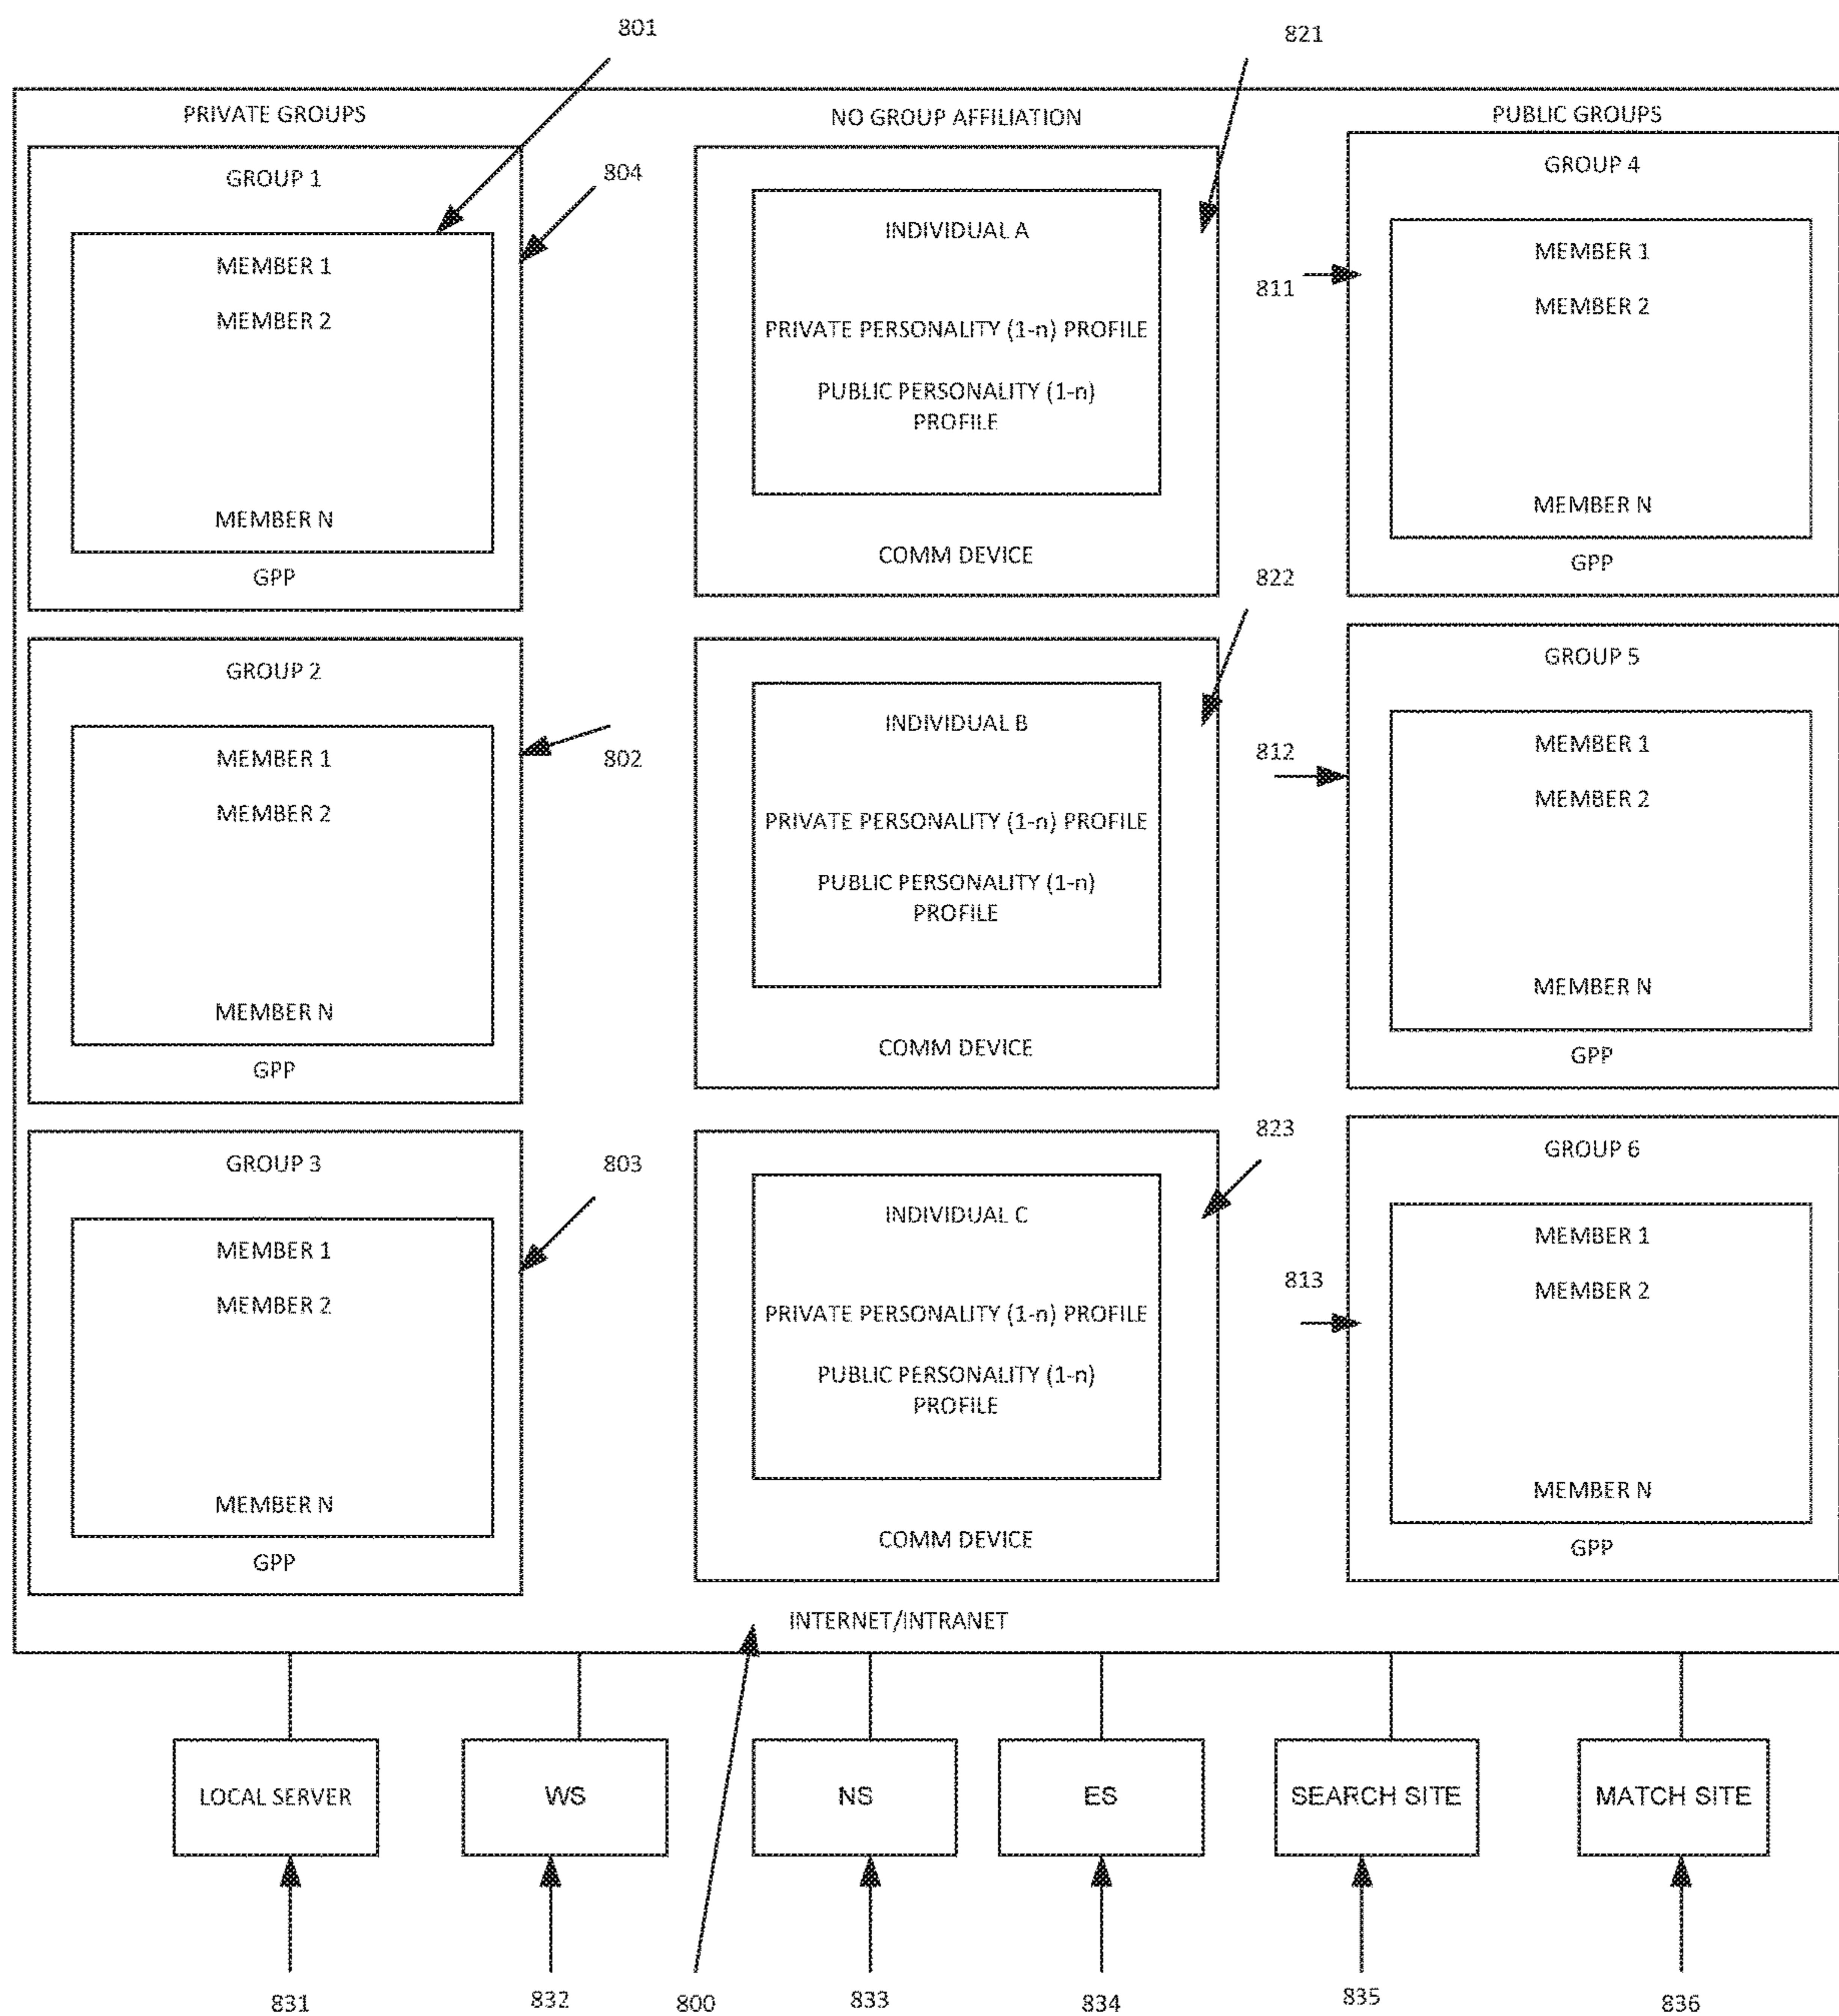 801
821
PRIVATE GROUPS
NO GROUP AFFILIATION
PUBLIC GROUPS
GROUP 1
804
MEMBER 1
MEMBER 2
MEMBER N
GPP
INDIVIDUAL A
PRIVATE PERSONALITY (1-n) PROFILE
PUBLIC PERSONALITY (1-n)
PROFILE
COMM DEVICE
GROUP 4
811
MEMBER 1
MEMBER 2
MEMBER N
GPP
822
GROUP 2
802
MEMBER 1
MEMBER 2
MEMBER N
GPP
INDIVIDUAL B
PRIVATE PERSONALITY (1-n) PROFILE
PUBLIC PERSONALITY (1-n)
PROFILE
COMM DEVICE
GROUP 5
812
MEMBER 1
MEMBER 2
MEMBER N
GPP
823
GROUP 3
803
MEMBER 1
MEMBER 2
MEMBER N
GPP
INDIVIDUAL C
PRIVATE PERSONALITY (1-n) PROFILE
PUBLIC PERSONALITY (1-n)
PROFILE
COMM DEVICE
GROUP 6
813
MEMBER 1
MEMBER 2
MEMBER N
GPP
INTERNET/INTRANET
LOCAL SERVER
WS
NS
ES
SEARCH SITE
MATCH SITE
831
832
800
833
834
835
836